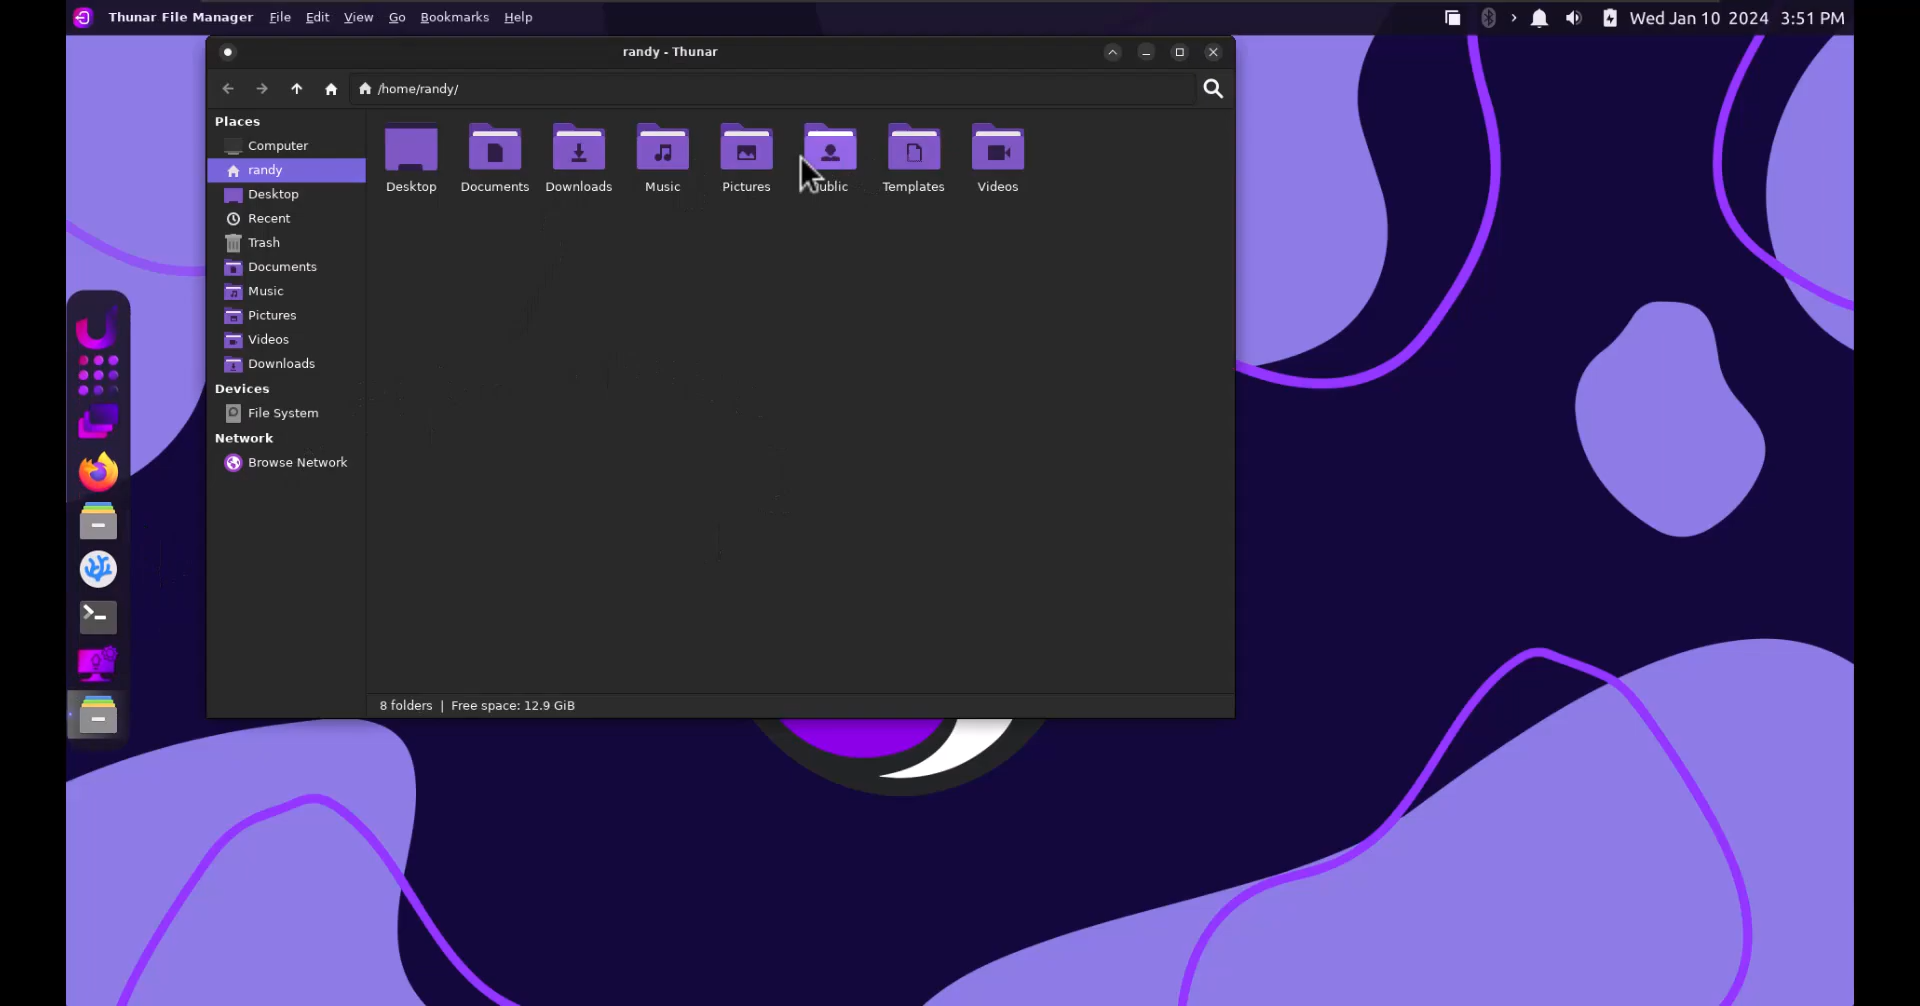 Thunar File Manager File Edit View Go Bookmarks Help Wed Jan 10 2024 3:51 PM
randy - Thunar
/home/randy/
Places
Computer
randy
Desktop
Recent
Trash
Documents
Music
Pictures
Videos
Downloads
Devices
File System
Network
Browse Network
Desktop Documents Downloads Music Pictures Public Templates Videos
8 folders | Free space: 12.9 GiB